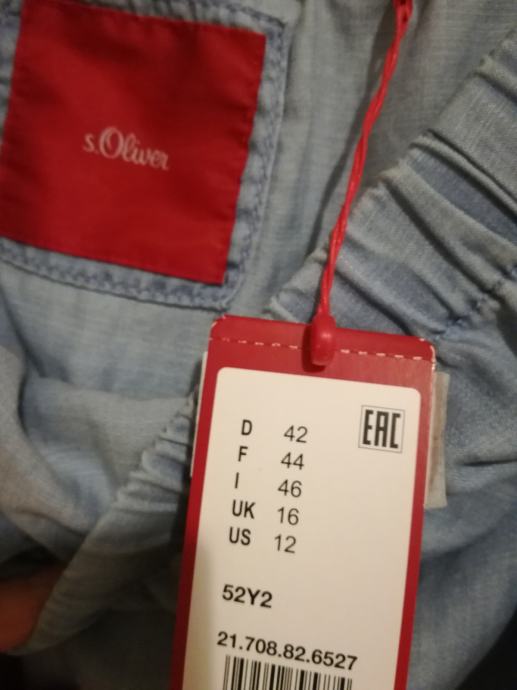 s.Oliver
EAC
D 42
F 44
I 46
UK 16
US 12
52Y2
21.708.82.6527